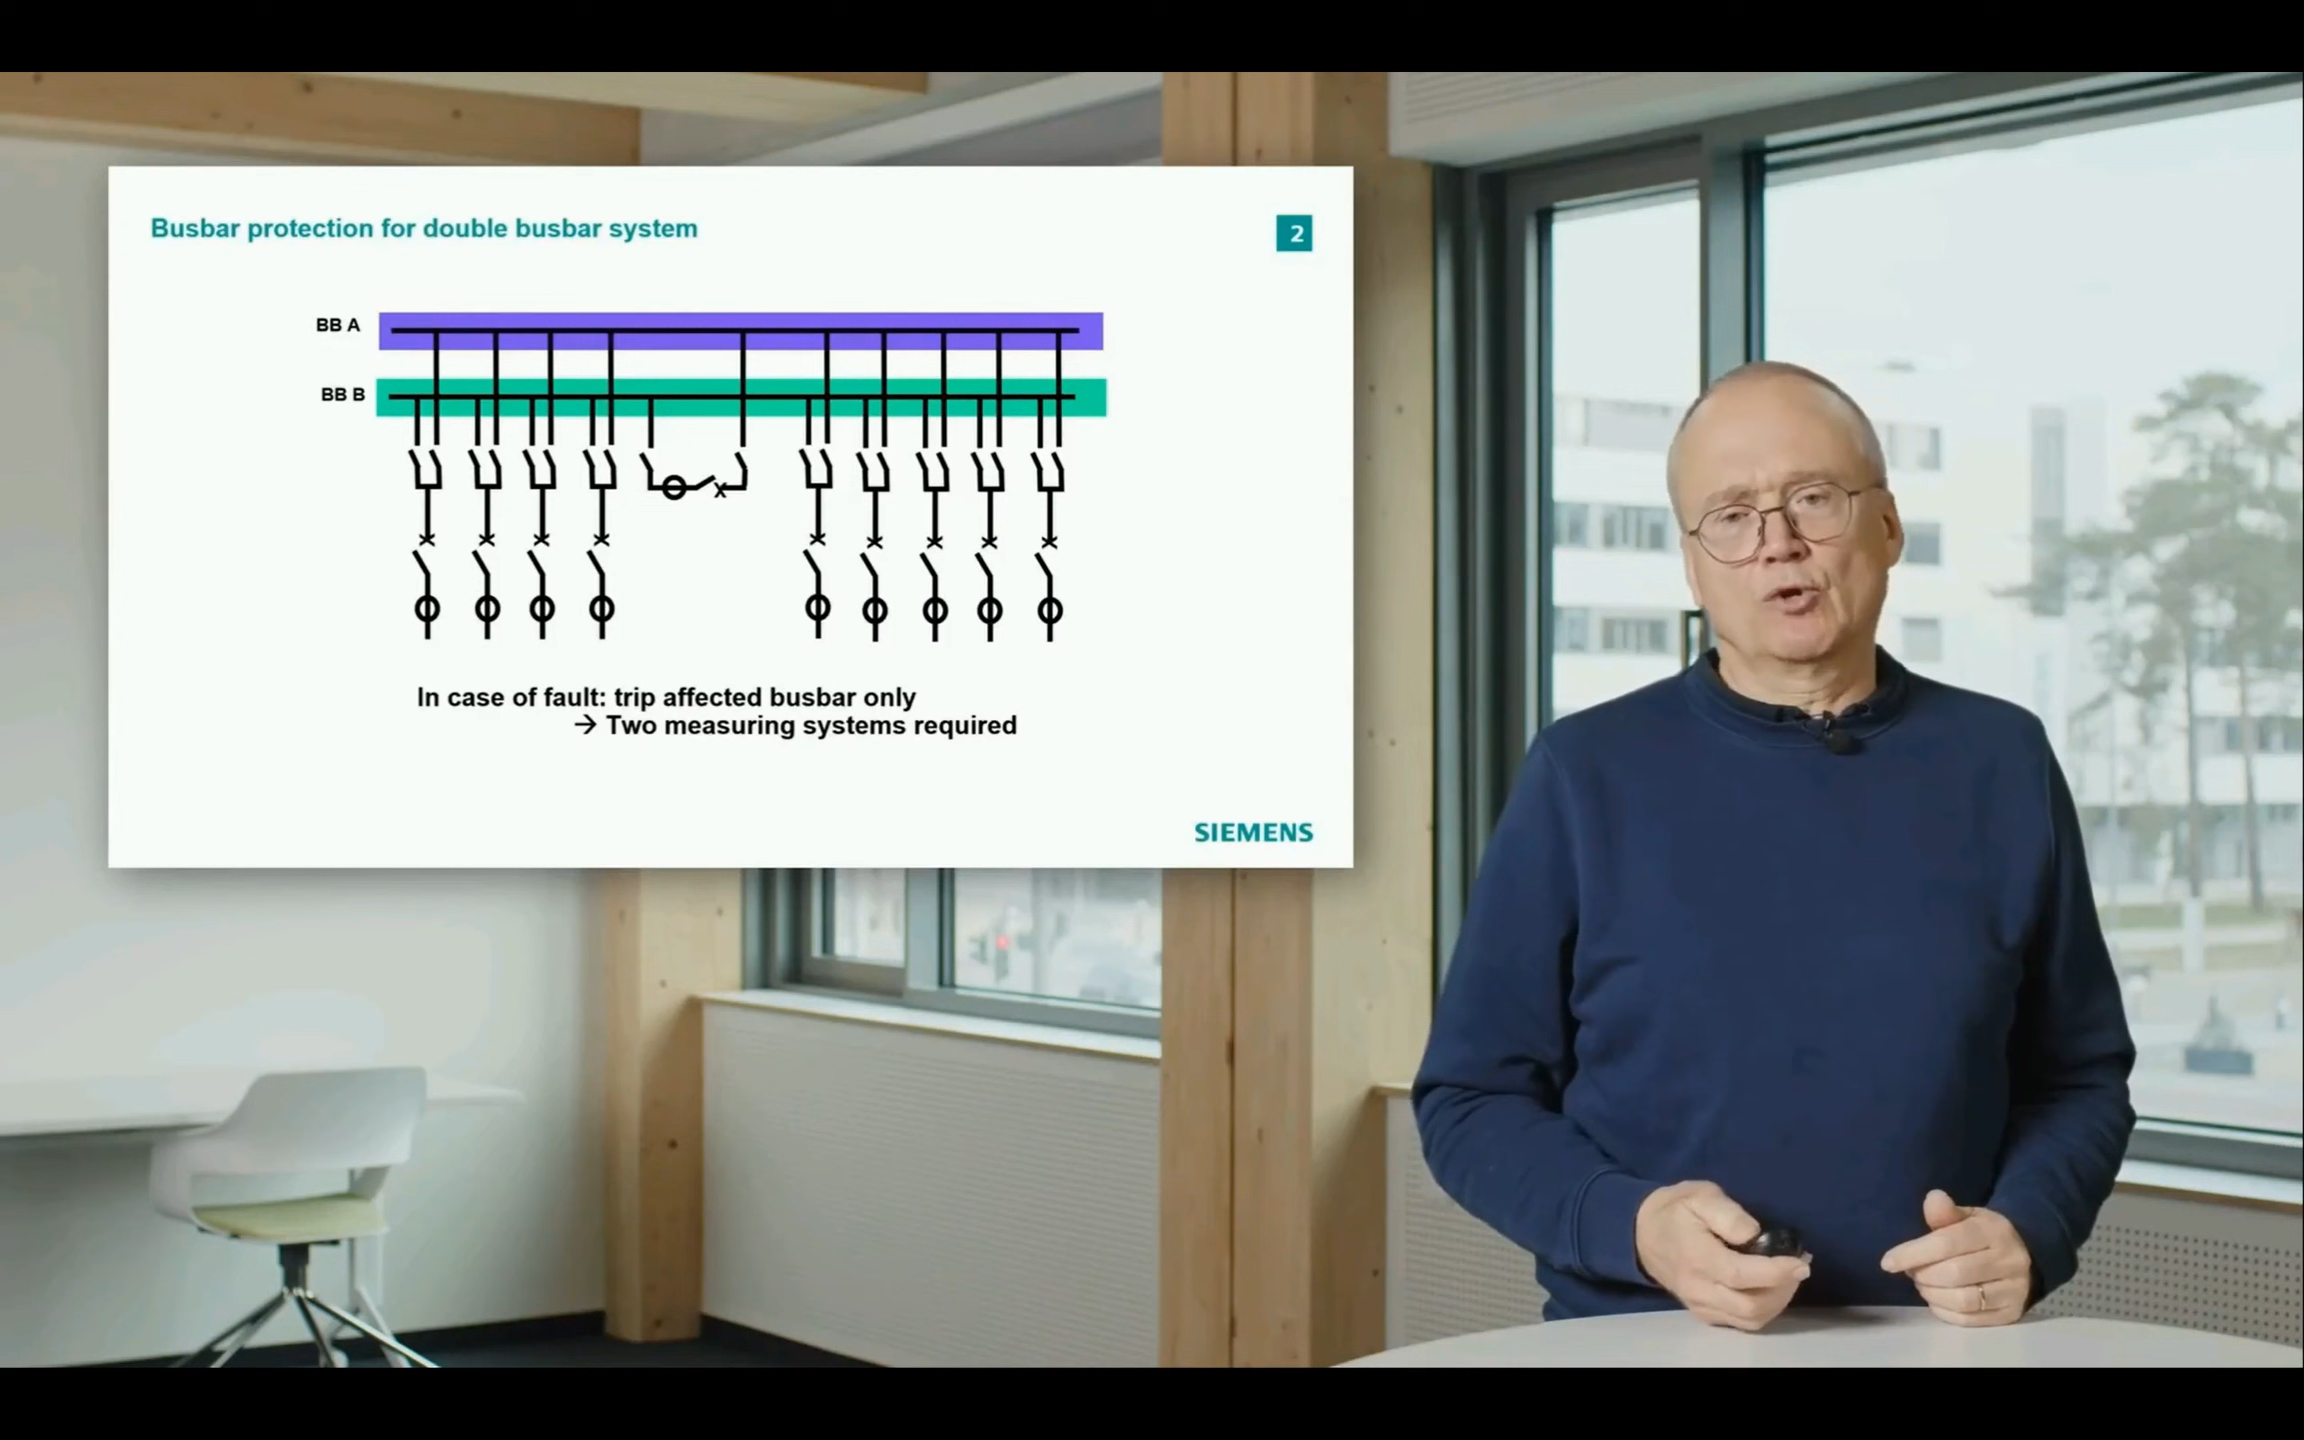 Busbar protection for double busbar system
2
BB A
BB B
In case of fault: trip affected busbar only
→ Two measuring systems required
SIEMENS